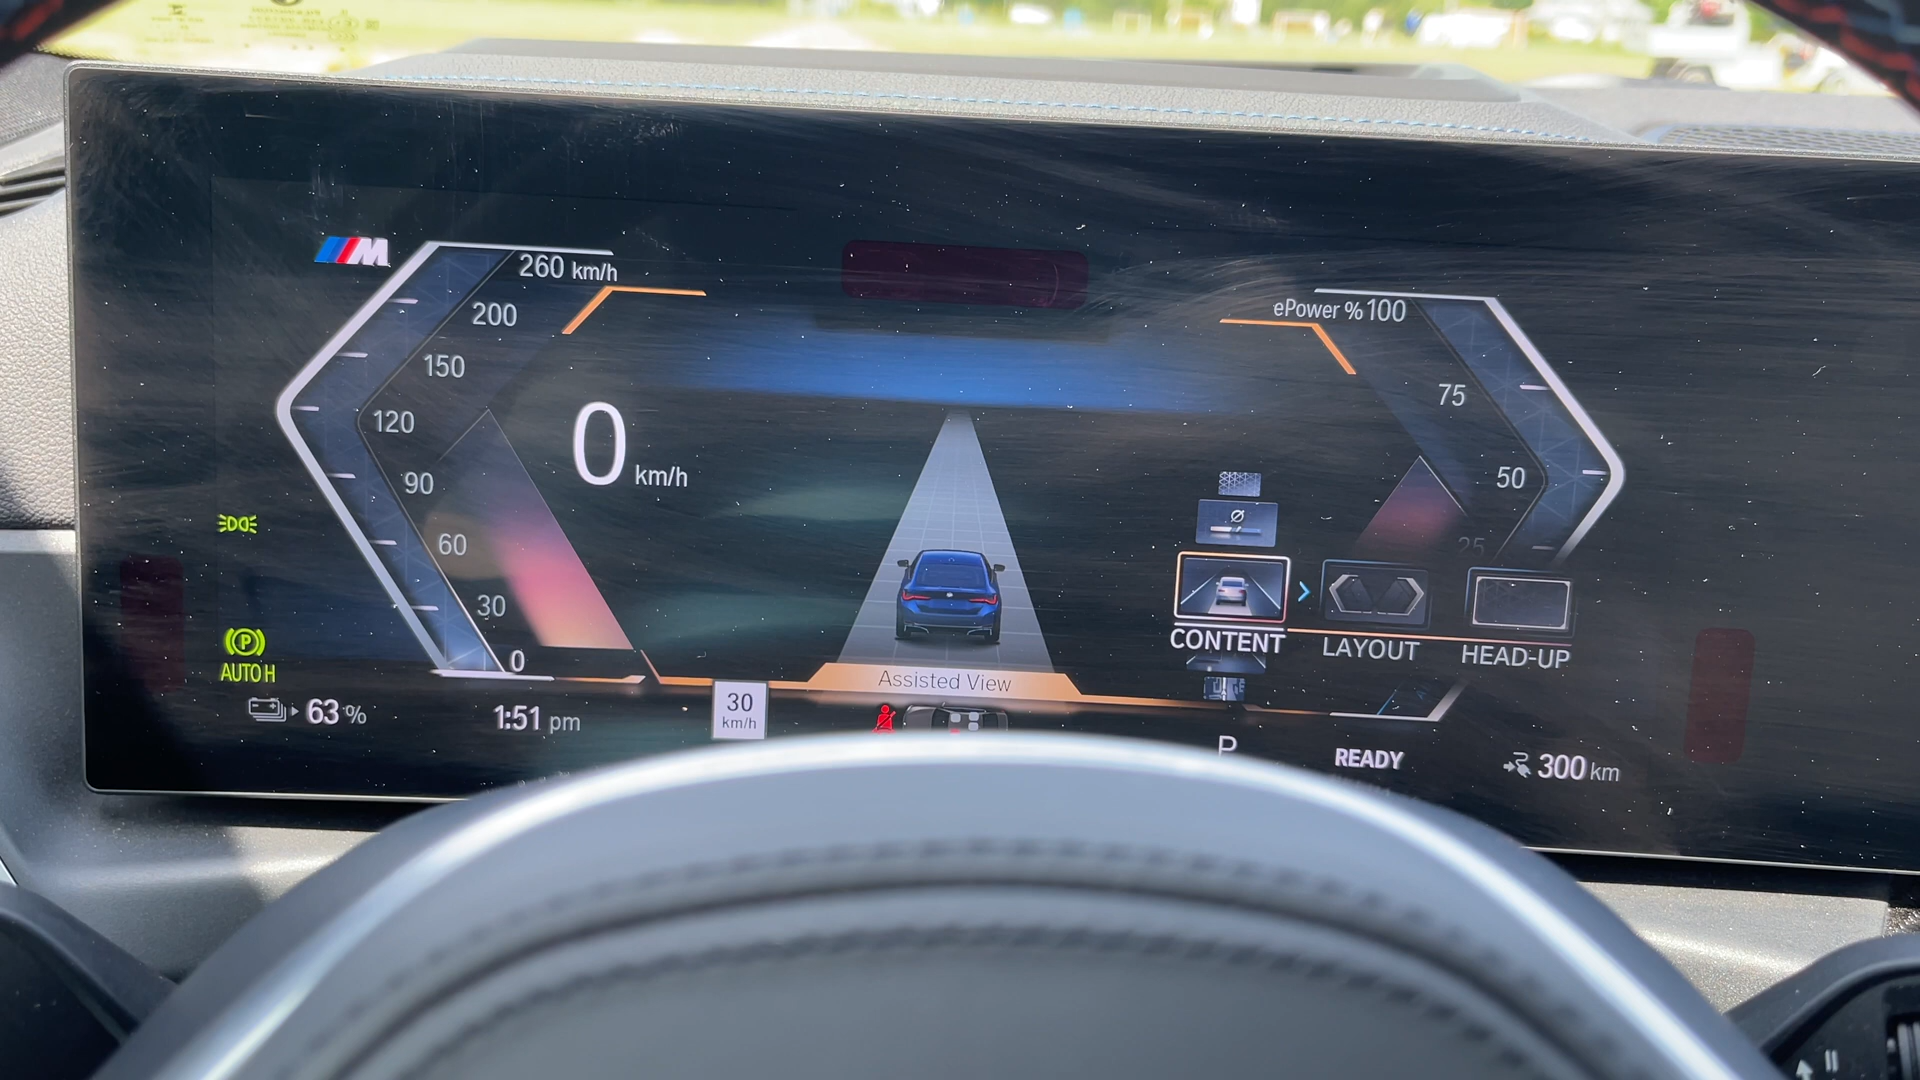 M
260 km/h
200
150
120
90
60
30
0
0 km/h
ePower % 100
75
50
25
CONTENT
LAYOUT
HEAD-UP
Assisted View
P
AUTO H
63 %
1:51 pm
30
km/h
P
READY
300 km